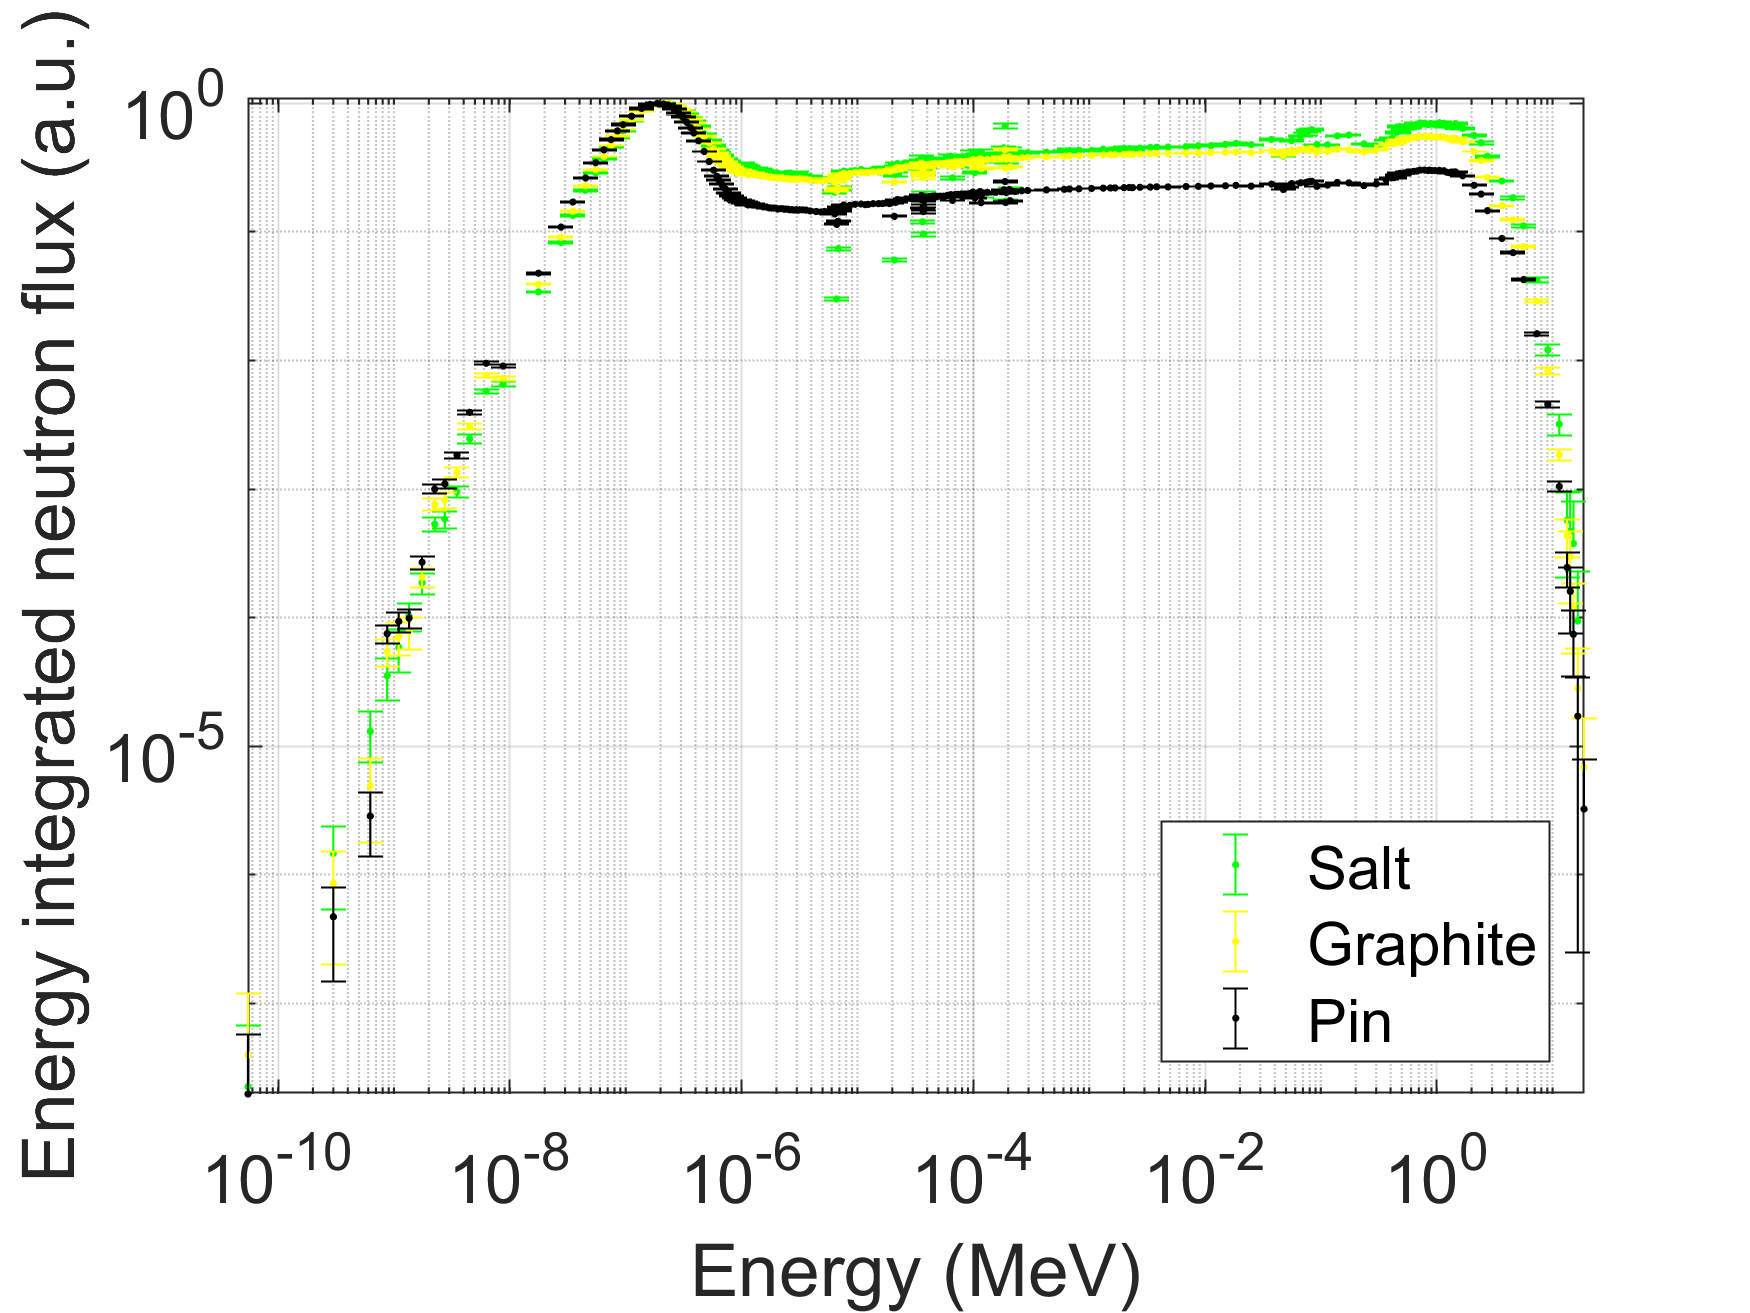 Energy integrated neutron flux (a.u.)
10^0
10^-5
Salt
Graphite
Pin
10^-10
10^-8
10^-6
10^-4
10^-2
10^0
Energy (MeV)